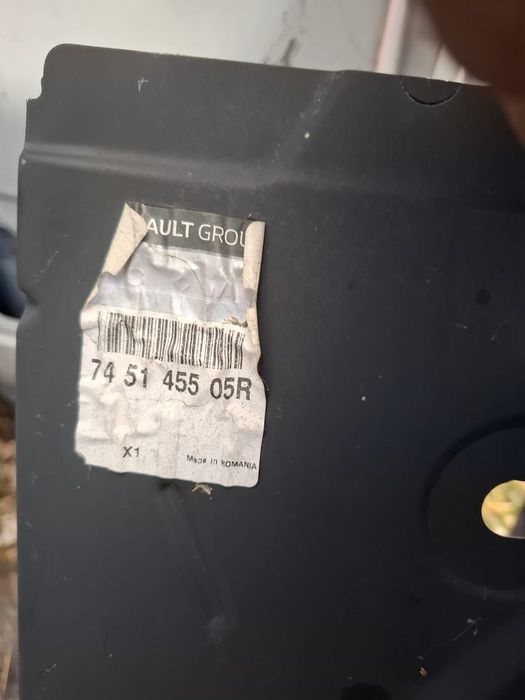 AULT GROU
74 51 455 05R
X1
Made in ROMANIA